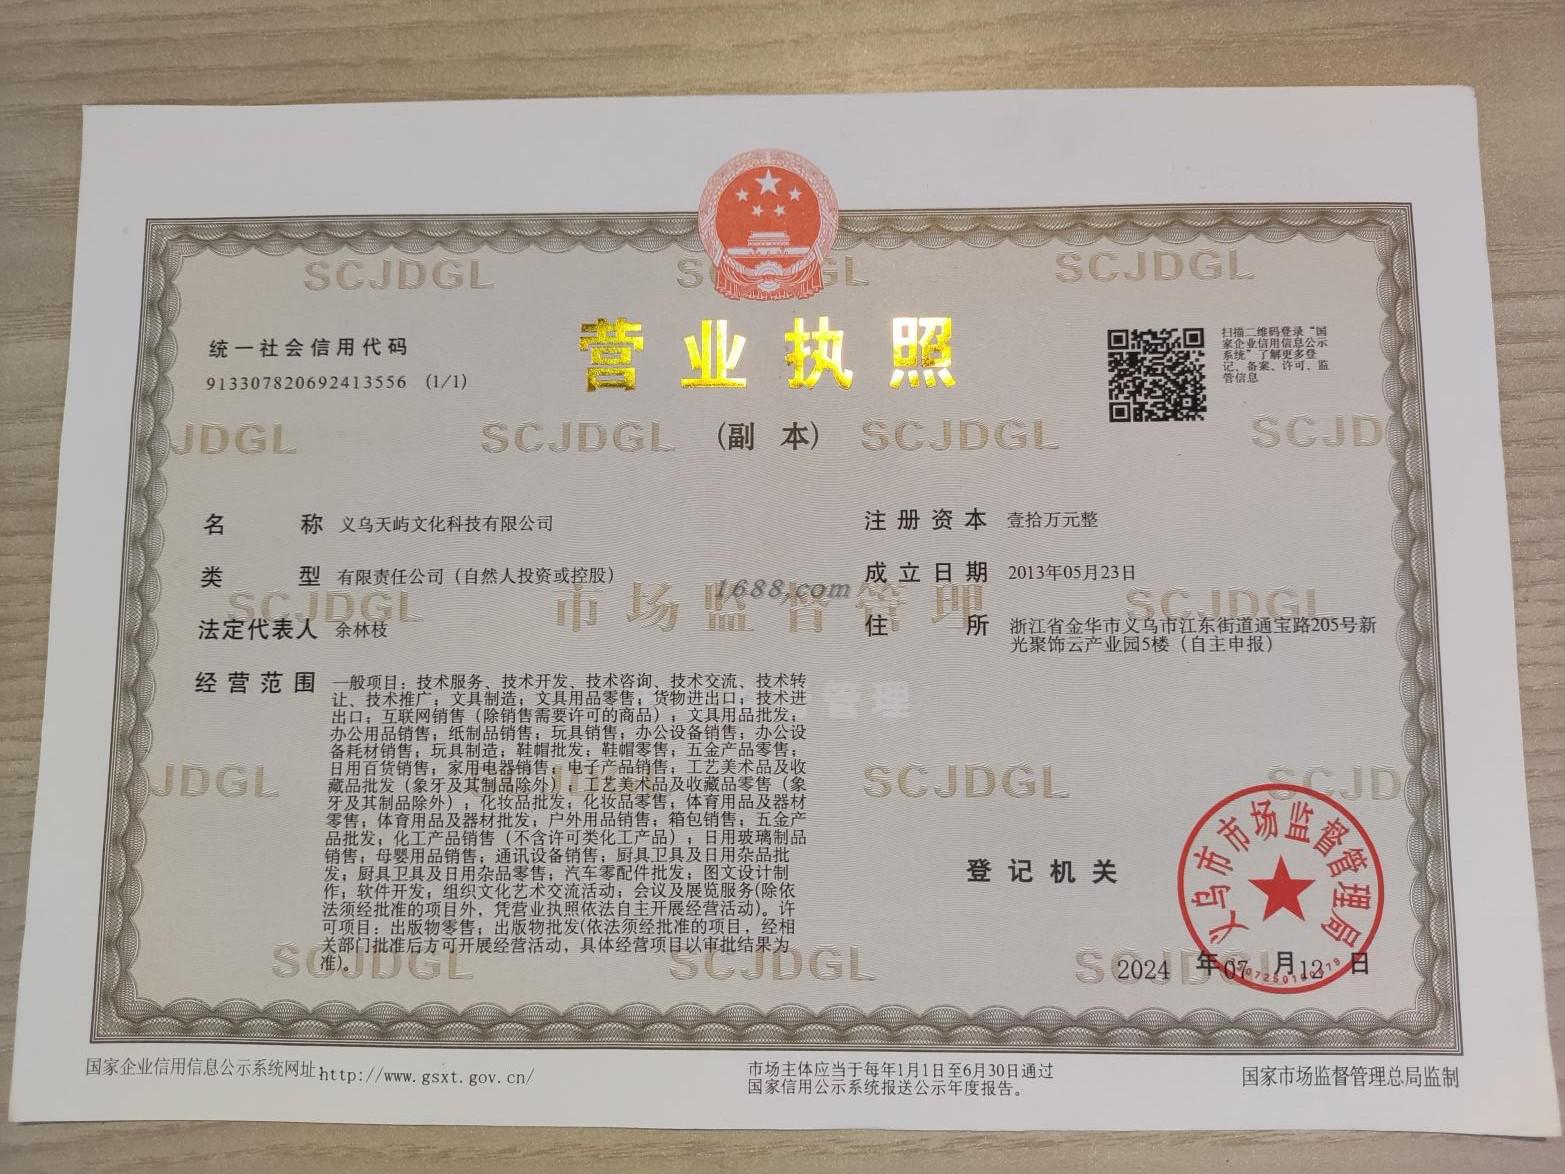 统一社会信用代码
913307820692413556 (1/1)
营业执照
(副 本)
扫描二维码登录“国
家企业信用信息公示
系统”了解更多登
记、备案、许可、监
管信息
名 称 义乌天屿文化科技有限公司
类 型 有限责任公司（自然人投资或控股）
法定代表人 余林枝
经营范围 一般项目：技术服务、技术开发、技术咨询、技术交流、技术转
让、技术推广；文具制造；文具用品零售；货物进出口；技术进
出口；互联网销售（除销售需要许可的商品）；文具用品批发；
办公用品销售；纸制品销售；玩具销售；办公设备销售；办公设
备耗材销售；玩具制造；鞋帽批发；鞋帽零售；五金产品零售；
日用百货销售；家用电器销售；电子产品销售；工艺美术品及收
藏品批发（象牙及其制品除外）；工艺美术品及收藏品零售（象
牙及其制品除外）；化妆品批发；化妆品零售；体育用品及器材
零售；体育用品及器材批发；户外用品销售；箱包销售；五金产
品批发；化工产品销售（不含许可类化工产品）；日用玻璃制品
销售；母婴用品销售；通讯设备销售；厨具卫具及日用杂品批
发；厨具卫具及日用杂品零售；汽车零配件批发；图文设计制
作；软件开发；组织文化艺术交流活动；会议及展览服务(除依
法须经批准的项目外，凭营业执照依法自主开展经营活动)。许
可项目：出版物零售；出版物批发(依法须经批准的项目，经相
关部门批准后方可开展经营活动，具体经营项目以审批结果为
准)。
注册资本 壹拾万元整
成立日期 2013年05月23日
住 所 浙江省金华市义乌市江东街道通宝路205号新
光聚饰云产业园5楼（自主申报）
1688.com
市场监督管理
SCJDGL
登记机关
义乌市市场监督管理局
2024 年07 月12 日
国家企业信用信息公示系统网址:http://www.gsxt.gov.cn/
市场主体应当于每年1月1日至6月30日通过
国家信用公示系统报送公示年度报告。
国家市场监督管理总局监制